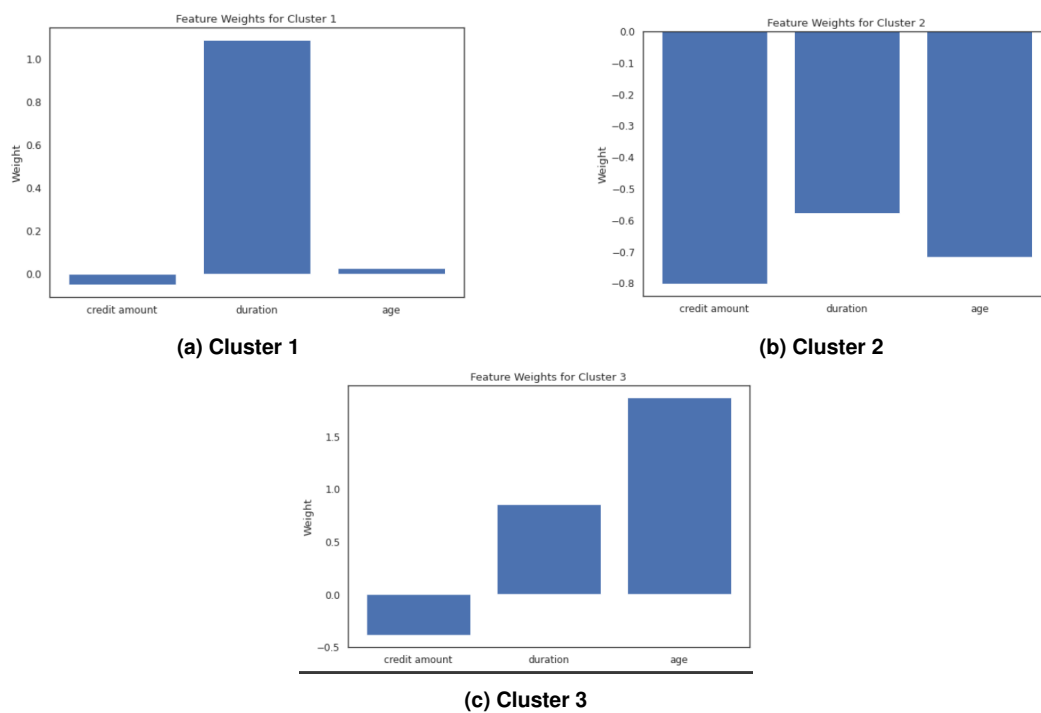 Feature Weights for Cluster 1
1.0
0.8
0.6
0.4
0.2
0.0
Weight
credit amount duration age
(a) Cluster 1
Feature Weights for Cluster 2
0.0
−0.1
−0.2
−0.3
−0.4
−0.5
−0.6
−0.7
−0.8
Weight
credit amount duration age
(b) Cluster 2
Feature Weights for Cluster 3
1.5
1.0
0.5
0.0
−0.5
Weight
credit amount duration age
(c) Cluster 3